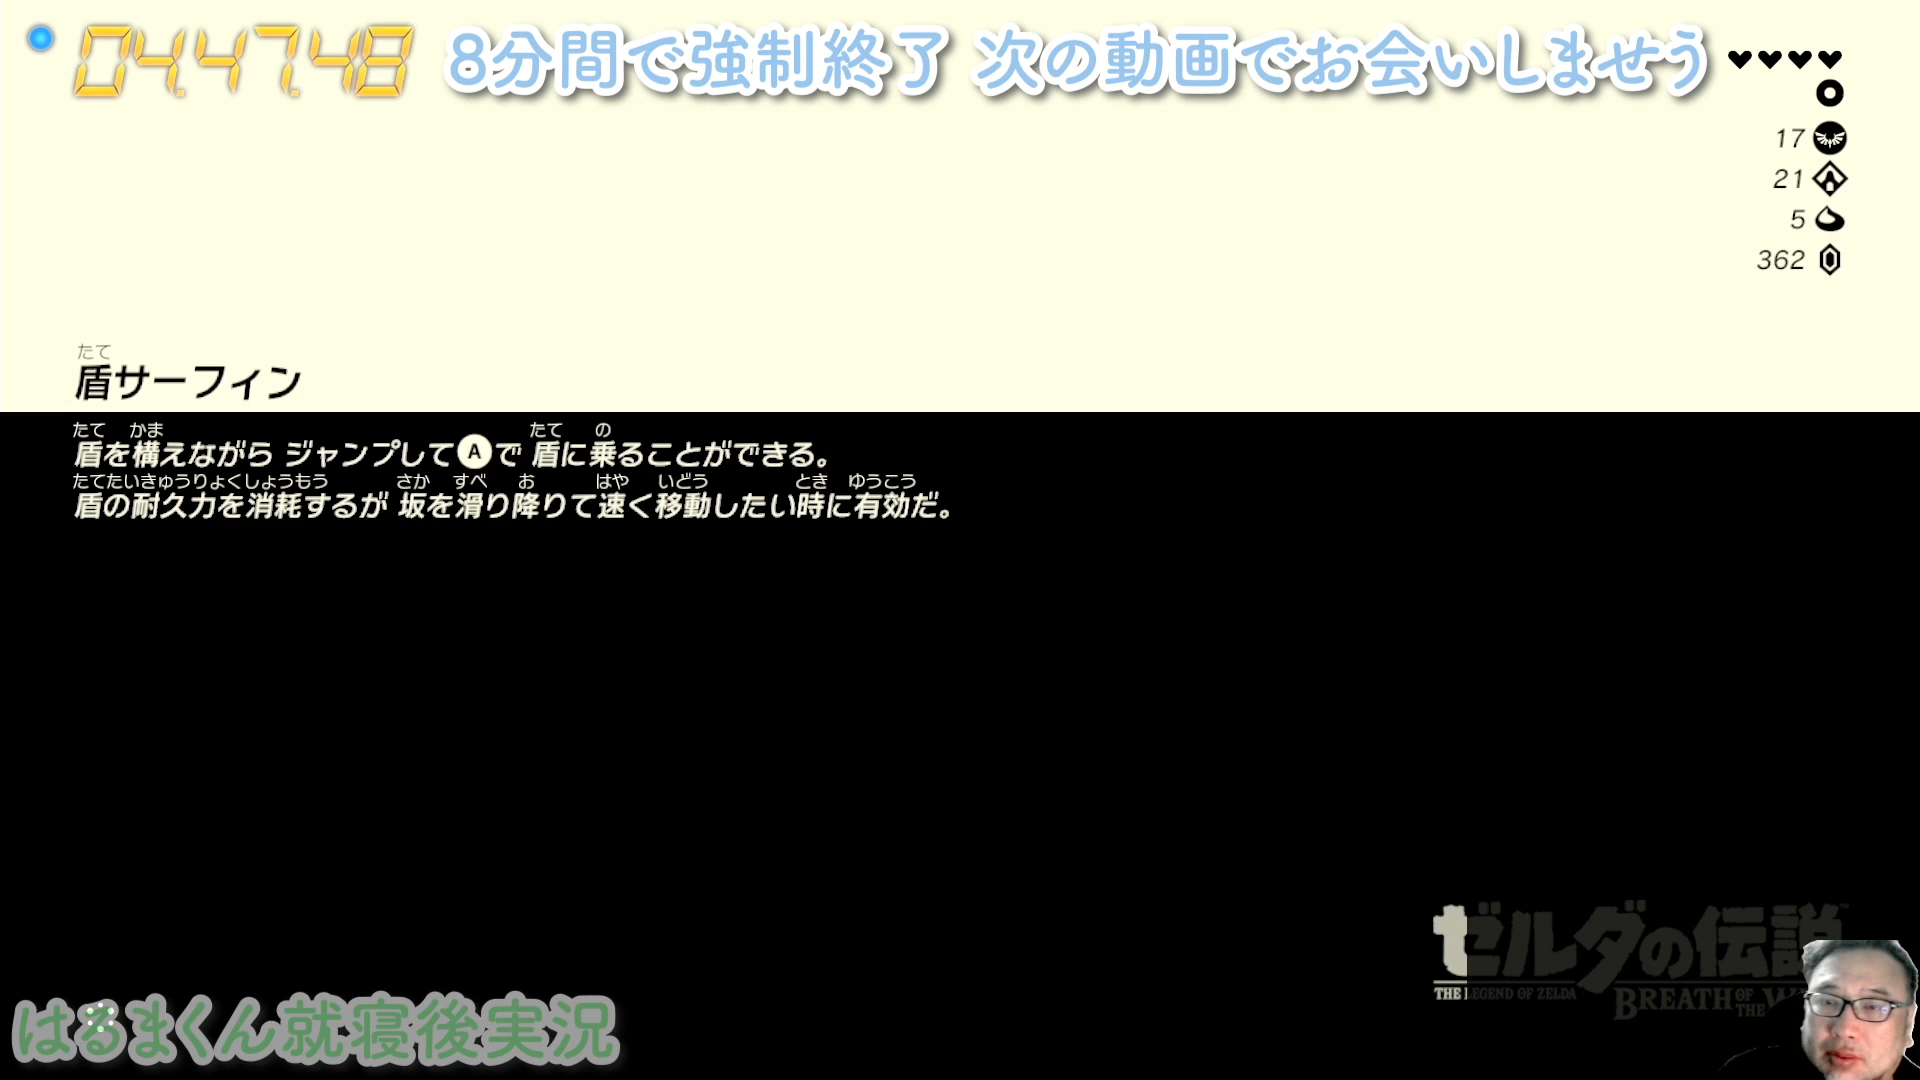 04.47.48
8分間で強制終了 次の動画でお会いしませう
17
21
5
362
たて
盾サーフィン
たて かま たて の
盾を構えながら ジャンプしてAで 盾に乗ることができる。
たてたいきゅうりょくしょうもう さか すべ お はや いどう とき ゆうこう
盾の耐久力を消耗するが 坂を滑り降りて速く移動したい時に有効だ。
ゼルダの伝説
THE LEGEND OF ZELDA
BREATH OF THE
はるまくん就寝後実況